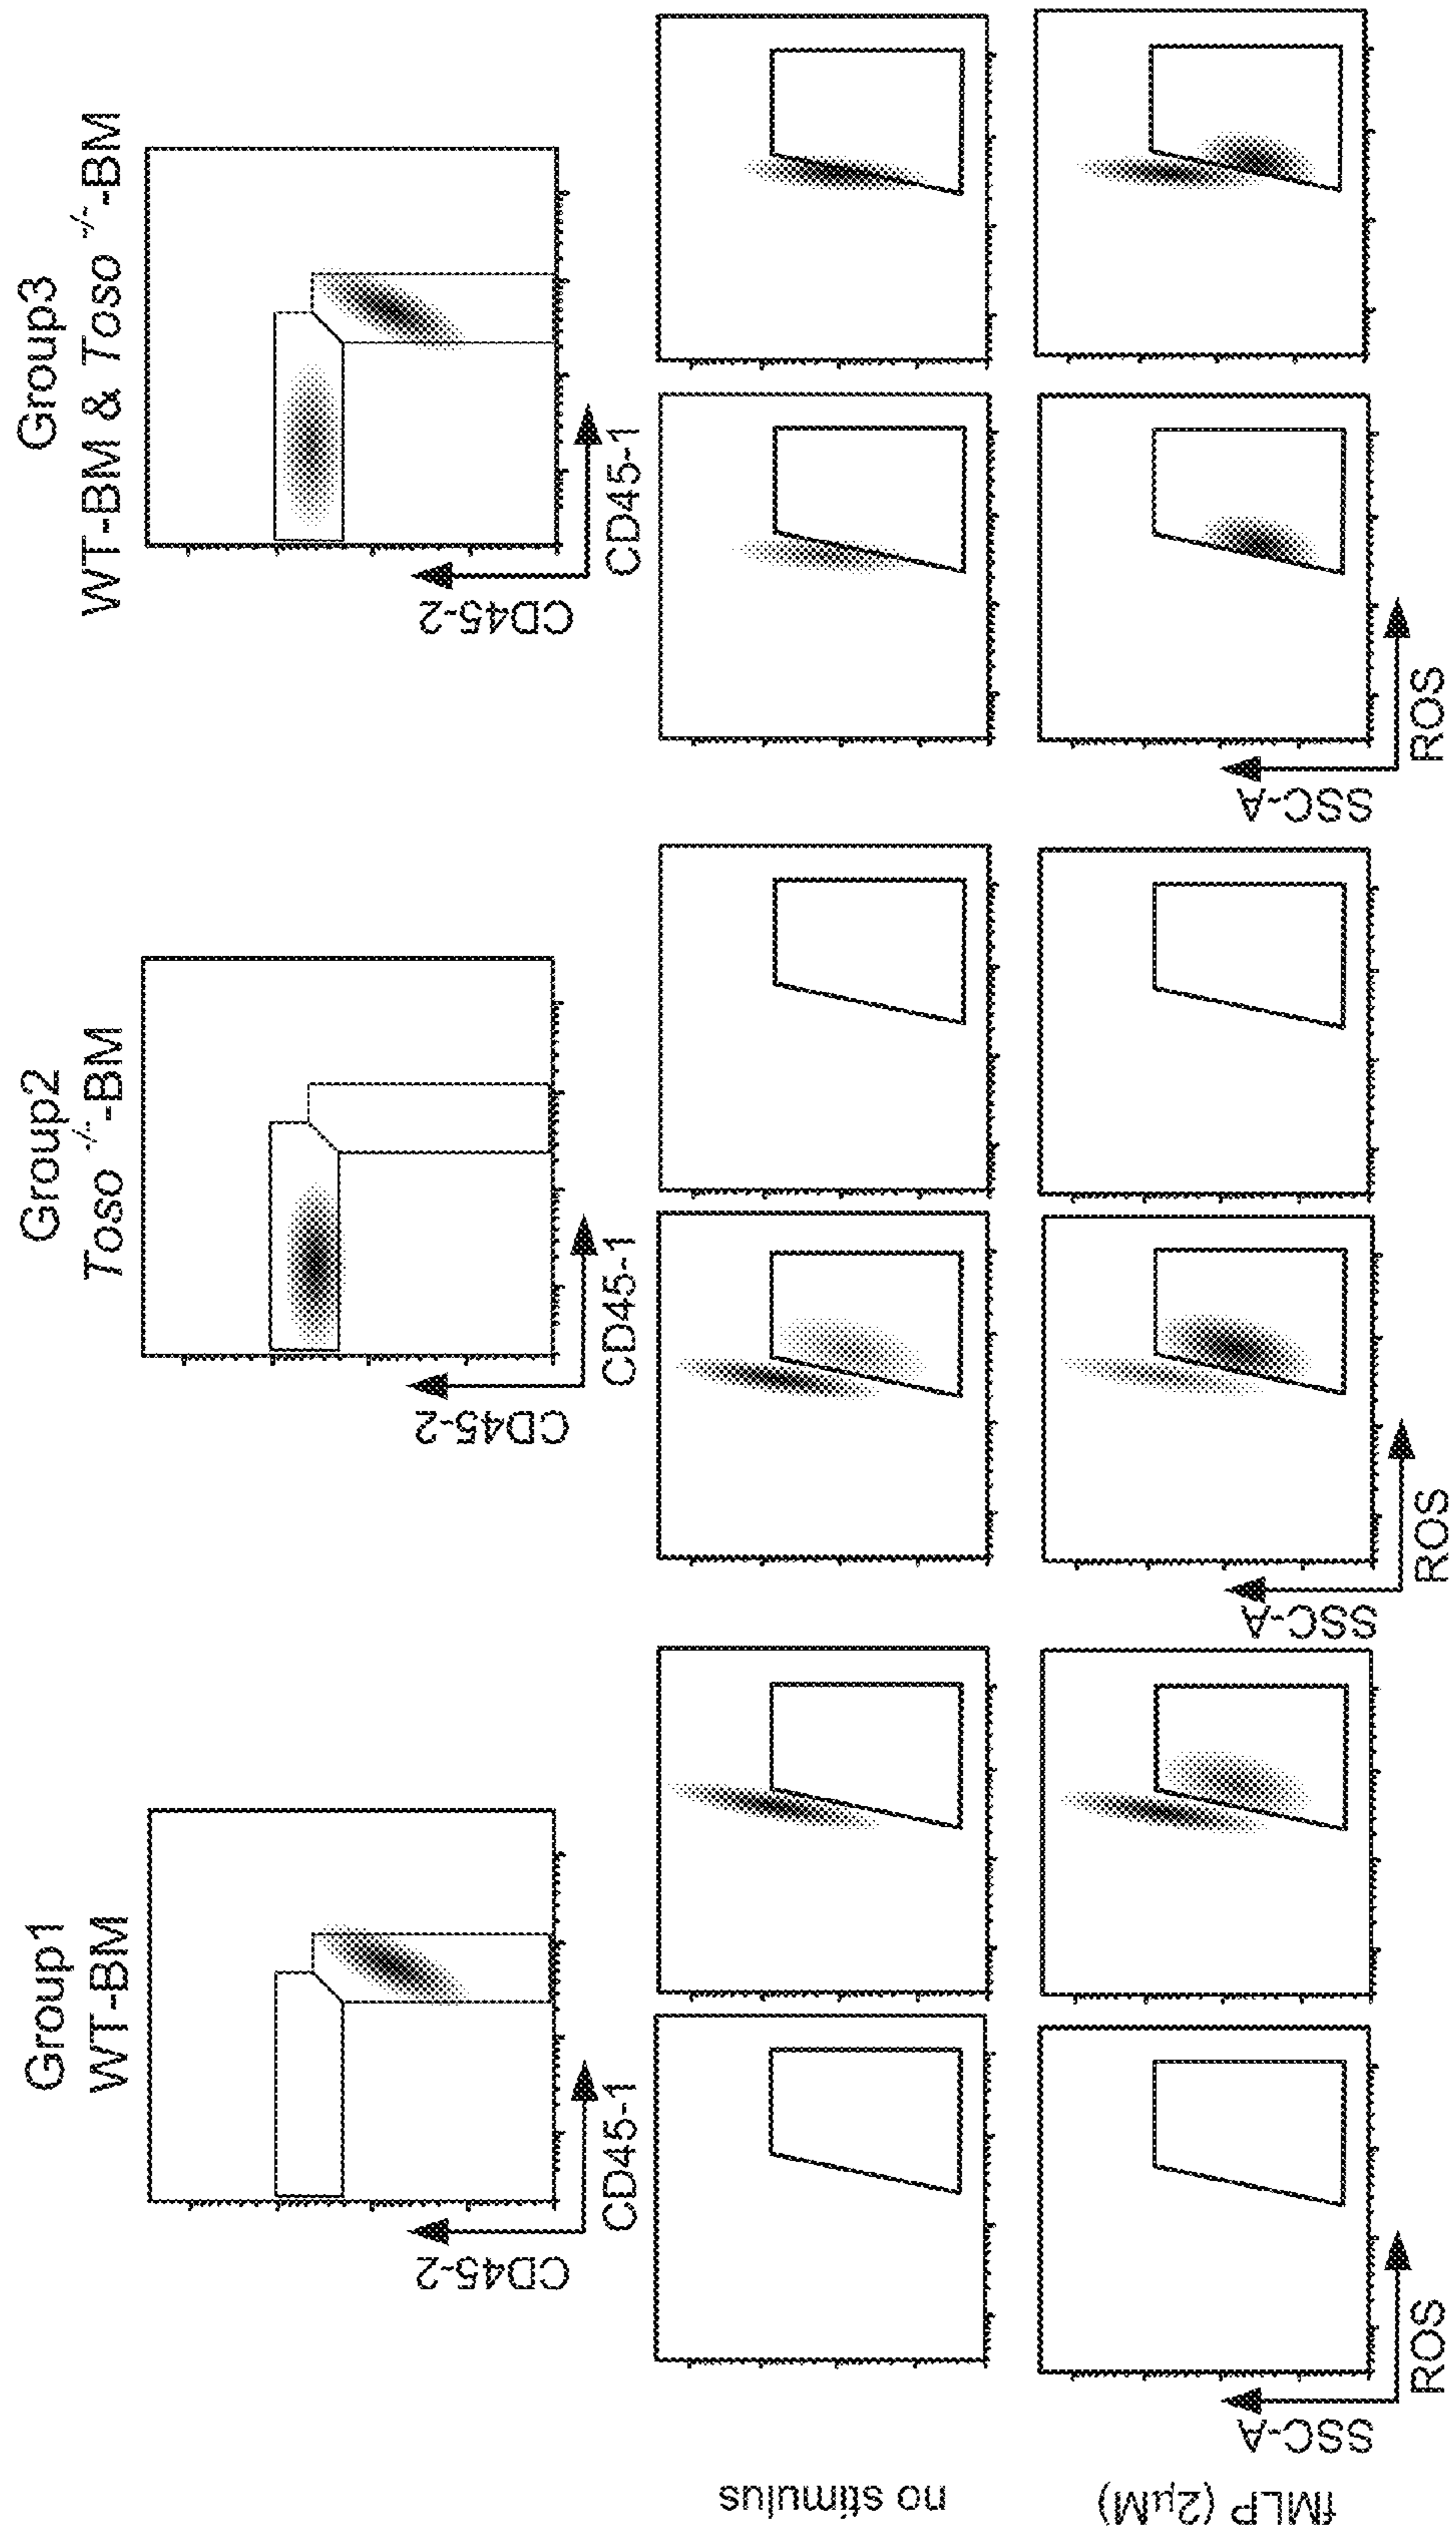 Group1
WT-BM
Group2
Toso -/- -BM
Group3
WT-BM & Toso -/- -BM
CD45-2
CD45-1
CD45-2
CD45-1
CD45-2
CD45-1
no stimulus
fMLP (2µM)
SSC-A
ROS
SSC-A
ROS
SSC-A
ROS